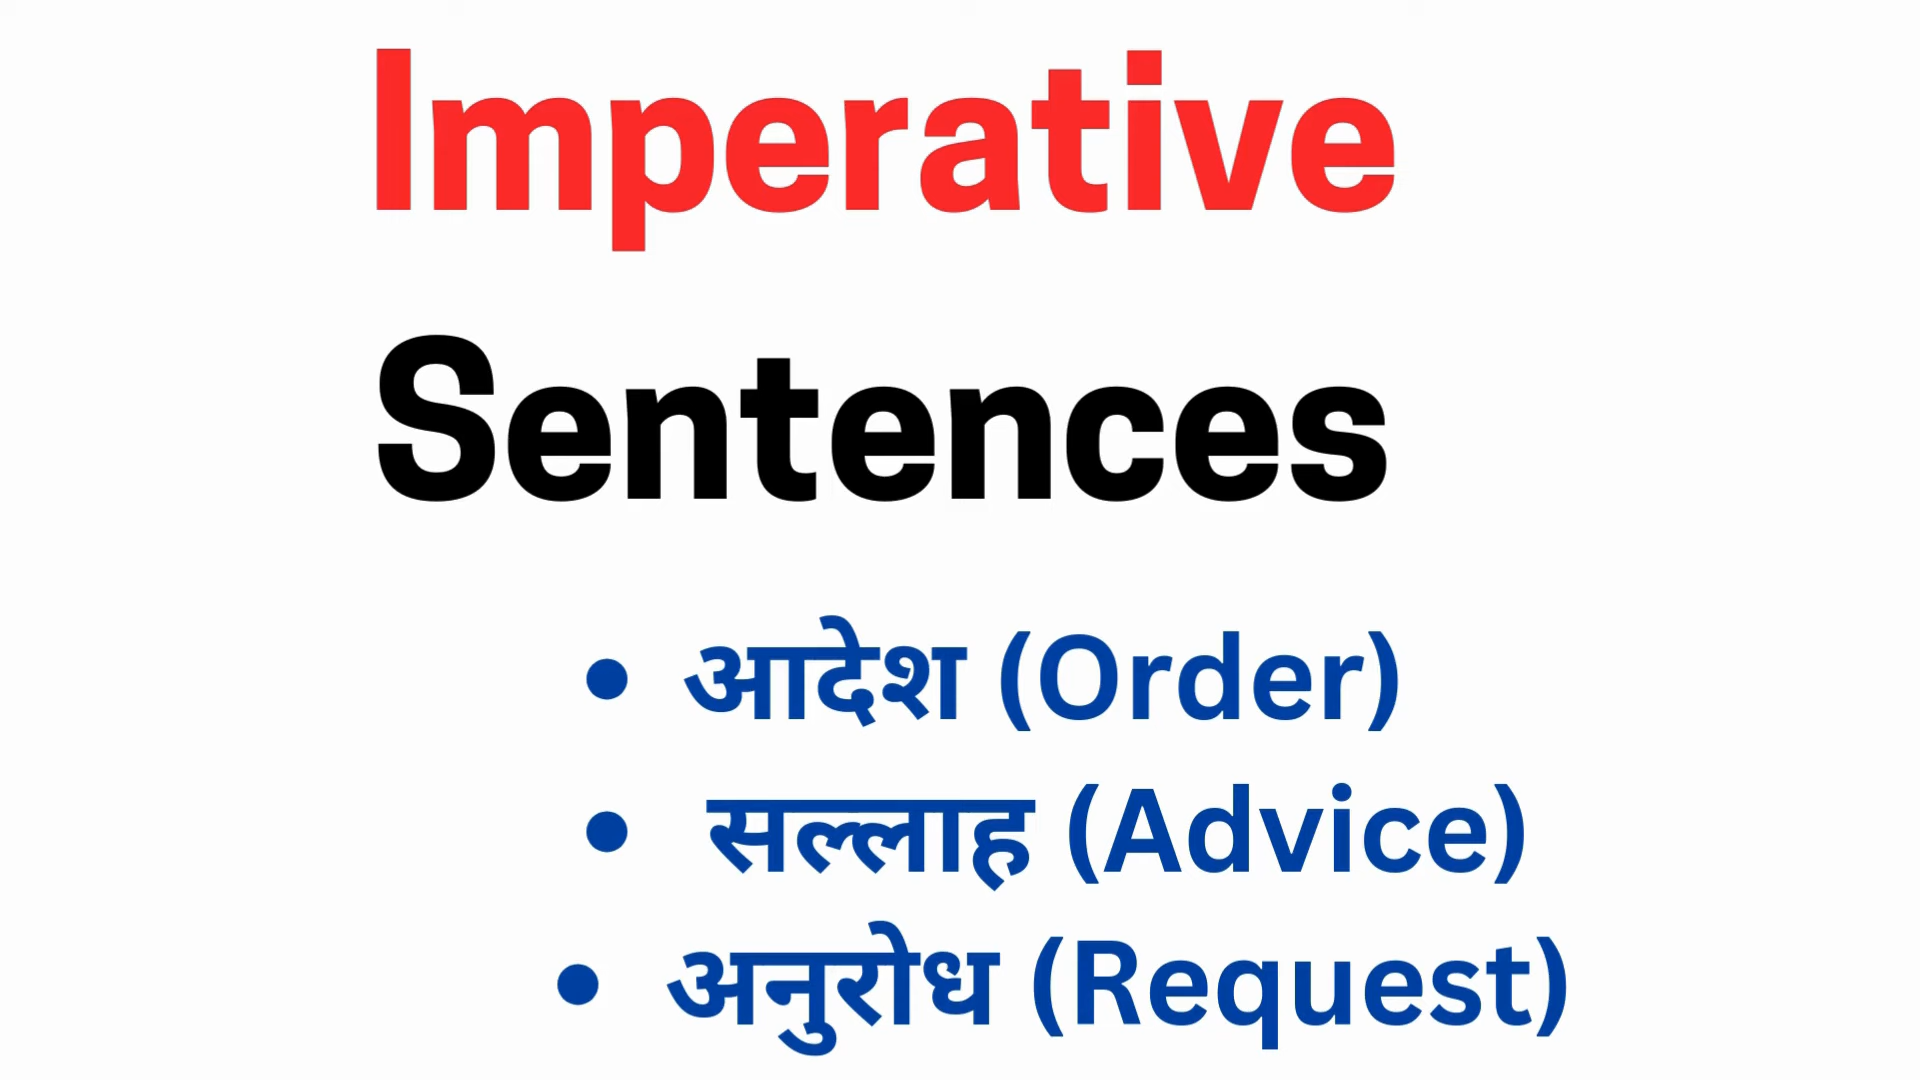 Imperative
Sentences
• आदेश (Order)
• सल्लाह (Advice)
• अनुरोध (Request)